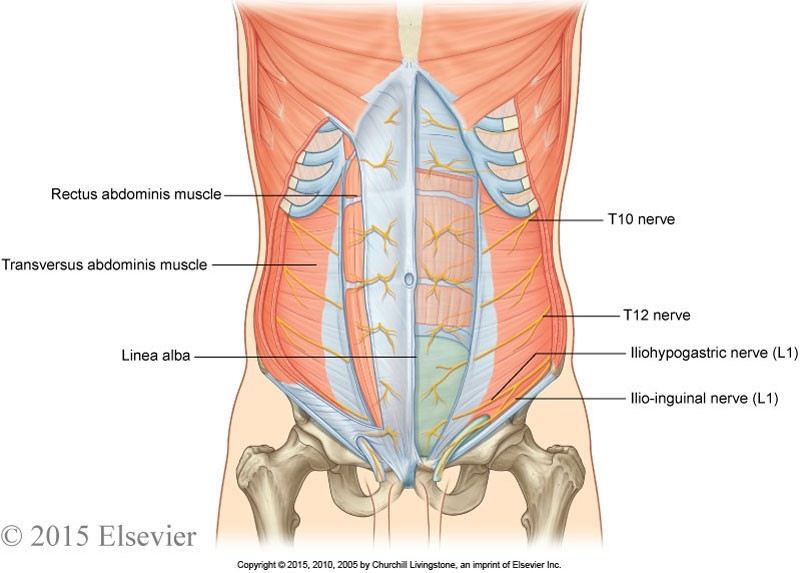 Rectus abdominis muscle
Transversus abdominis muscle
Linea alba
T10 nerve
T12 nerve
Iliohypogastric nerve (L1)
Ilio-inguinal nerve (L1)
© 2015 Elsevier
Copyright © 2015, 2010, 2005 by Churchill Livingstone, an imprint of Elsevier Inc.